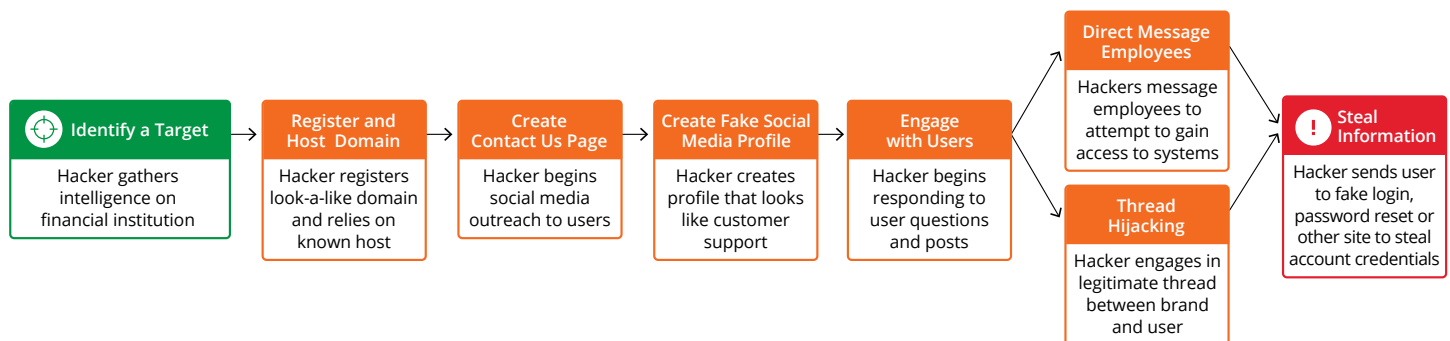 Identify a Target
Hacker gathers
intelligence on
financial institution
Register and
Host Domain
Hacker registers
look-a-like domain
and relies on
known host
Create
Contact Us Page
Hacker begins
social media
outreach to users
Create Fake Social
Media Profile
Hacker creates
profile that looks
like customer
support
Engage
with Users
Hacker begins
responding to
user questions
and posts
Direct Message
Employees
Hackers message
employees to
attempt to gain
access to systems
Thread
Hijacking
Hacker engages in
legitimate thread
between brand
and user
!
Steal
Information
Hacker sends user
to fake login,
password reset or
other site to steal
account credentials